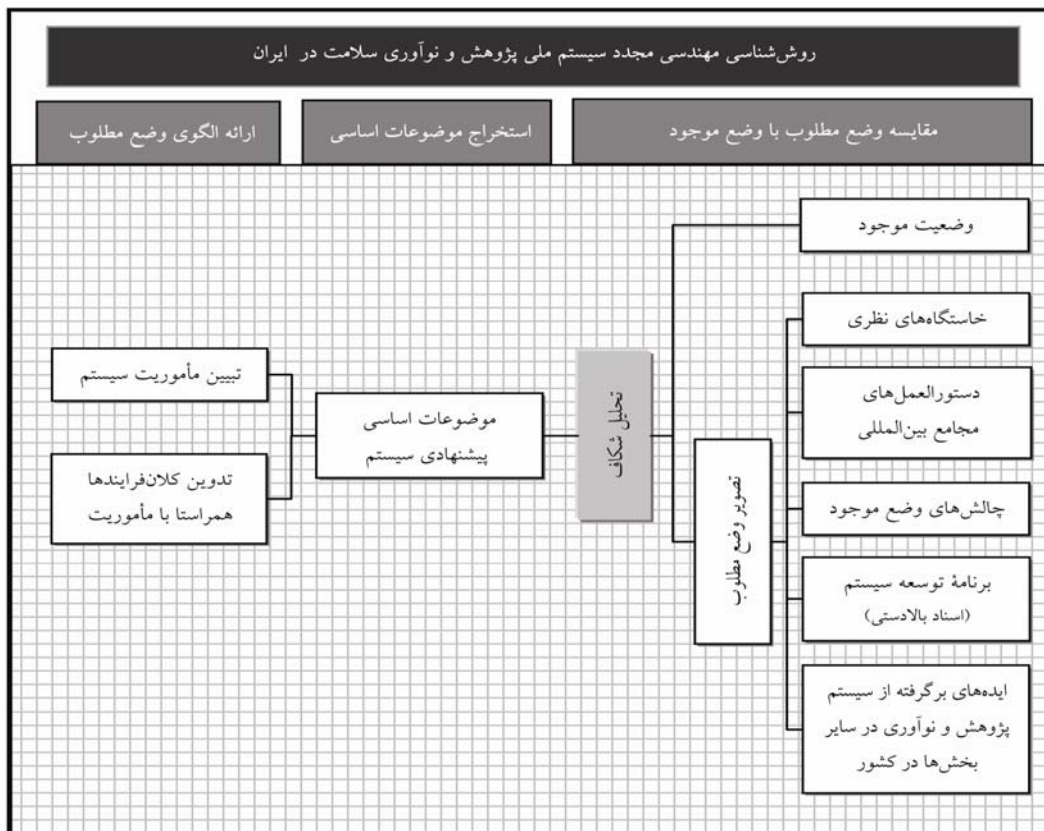 روش‌شناسی مهندسی مجدد سیستم ملی پژوهش و نوآوری سلامت در ایران
مقایسه وضع مطلوب با وضع موجود
استخراج موضوعات اساسی
ارائه الگوی وضع مطلوب
وضعیت موجود
خاستگاه‌های نظری
دستورالعمل‌های
مجامع بین‌المللی
چالش‌های وضع موجود
برنامهٔ توسعه سیستم
(اسناد بالادستی)
ایده‌های برگرفته از سیستم
پژوهش و نوآوری در سایر
بخش‌ها در کشور
تصویر وضع مطلوب
تحلیل شکاف
موضوعات اساسی
پیشنهادی سیستم
تبیین مأموریت سیستم
تدوین کلان‌فرایندها
همراستا با مأموریت